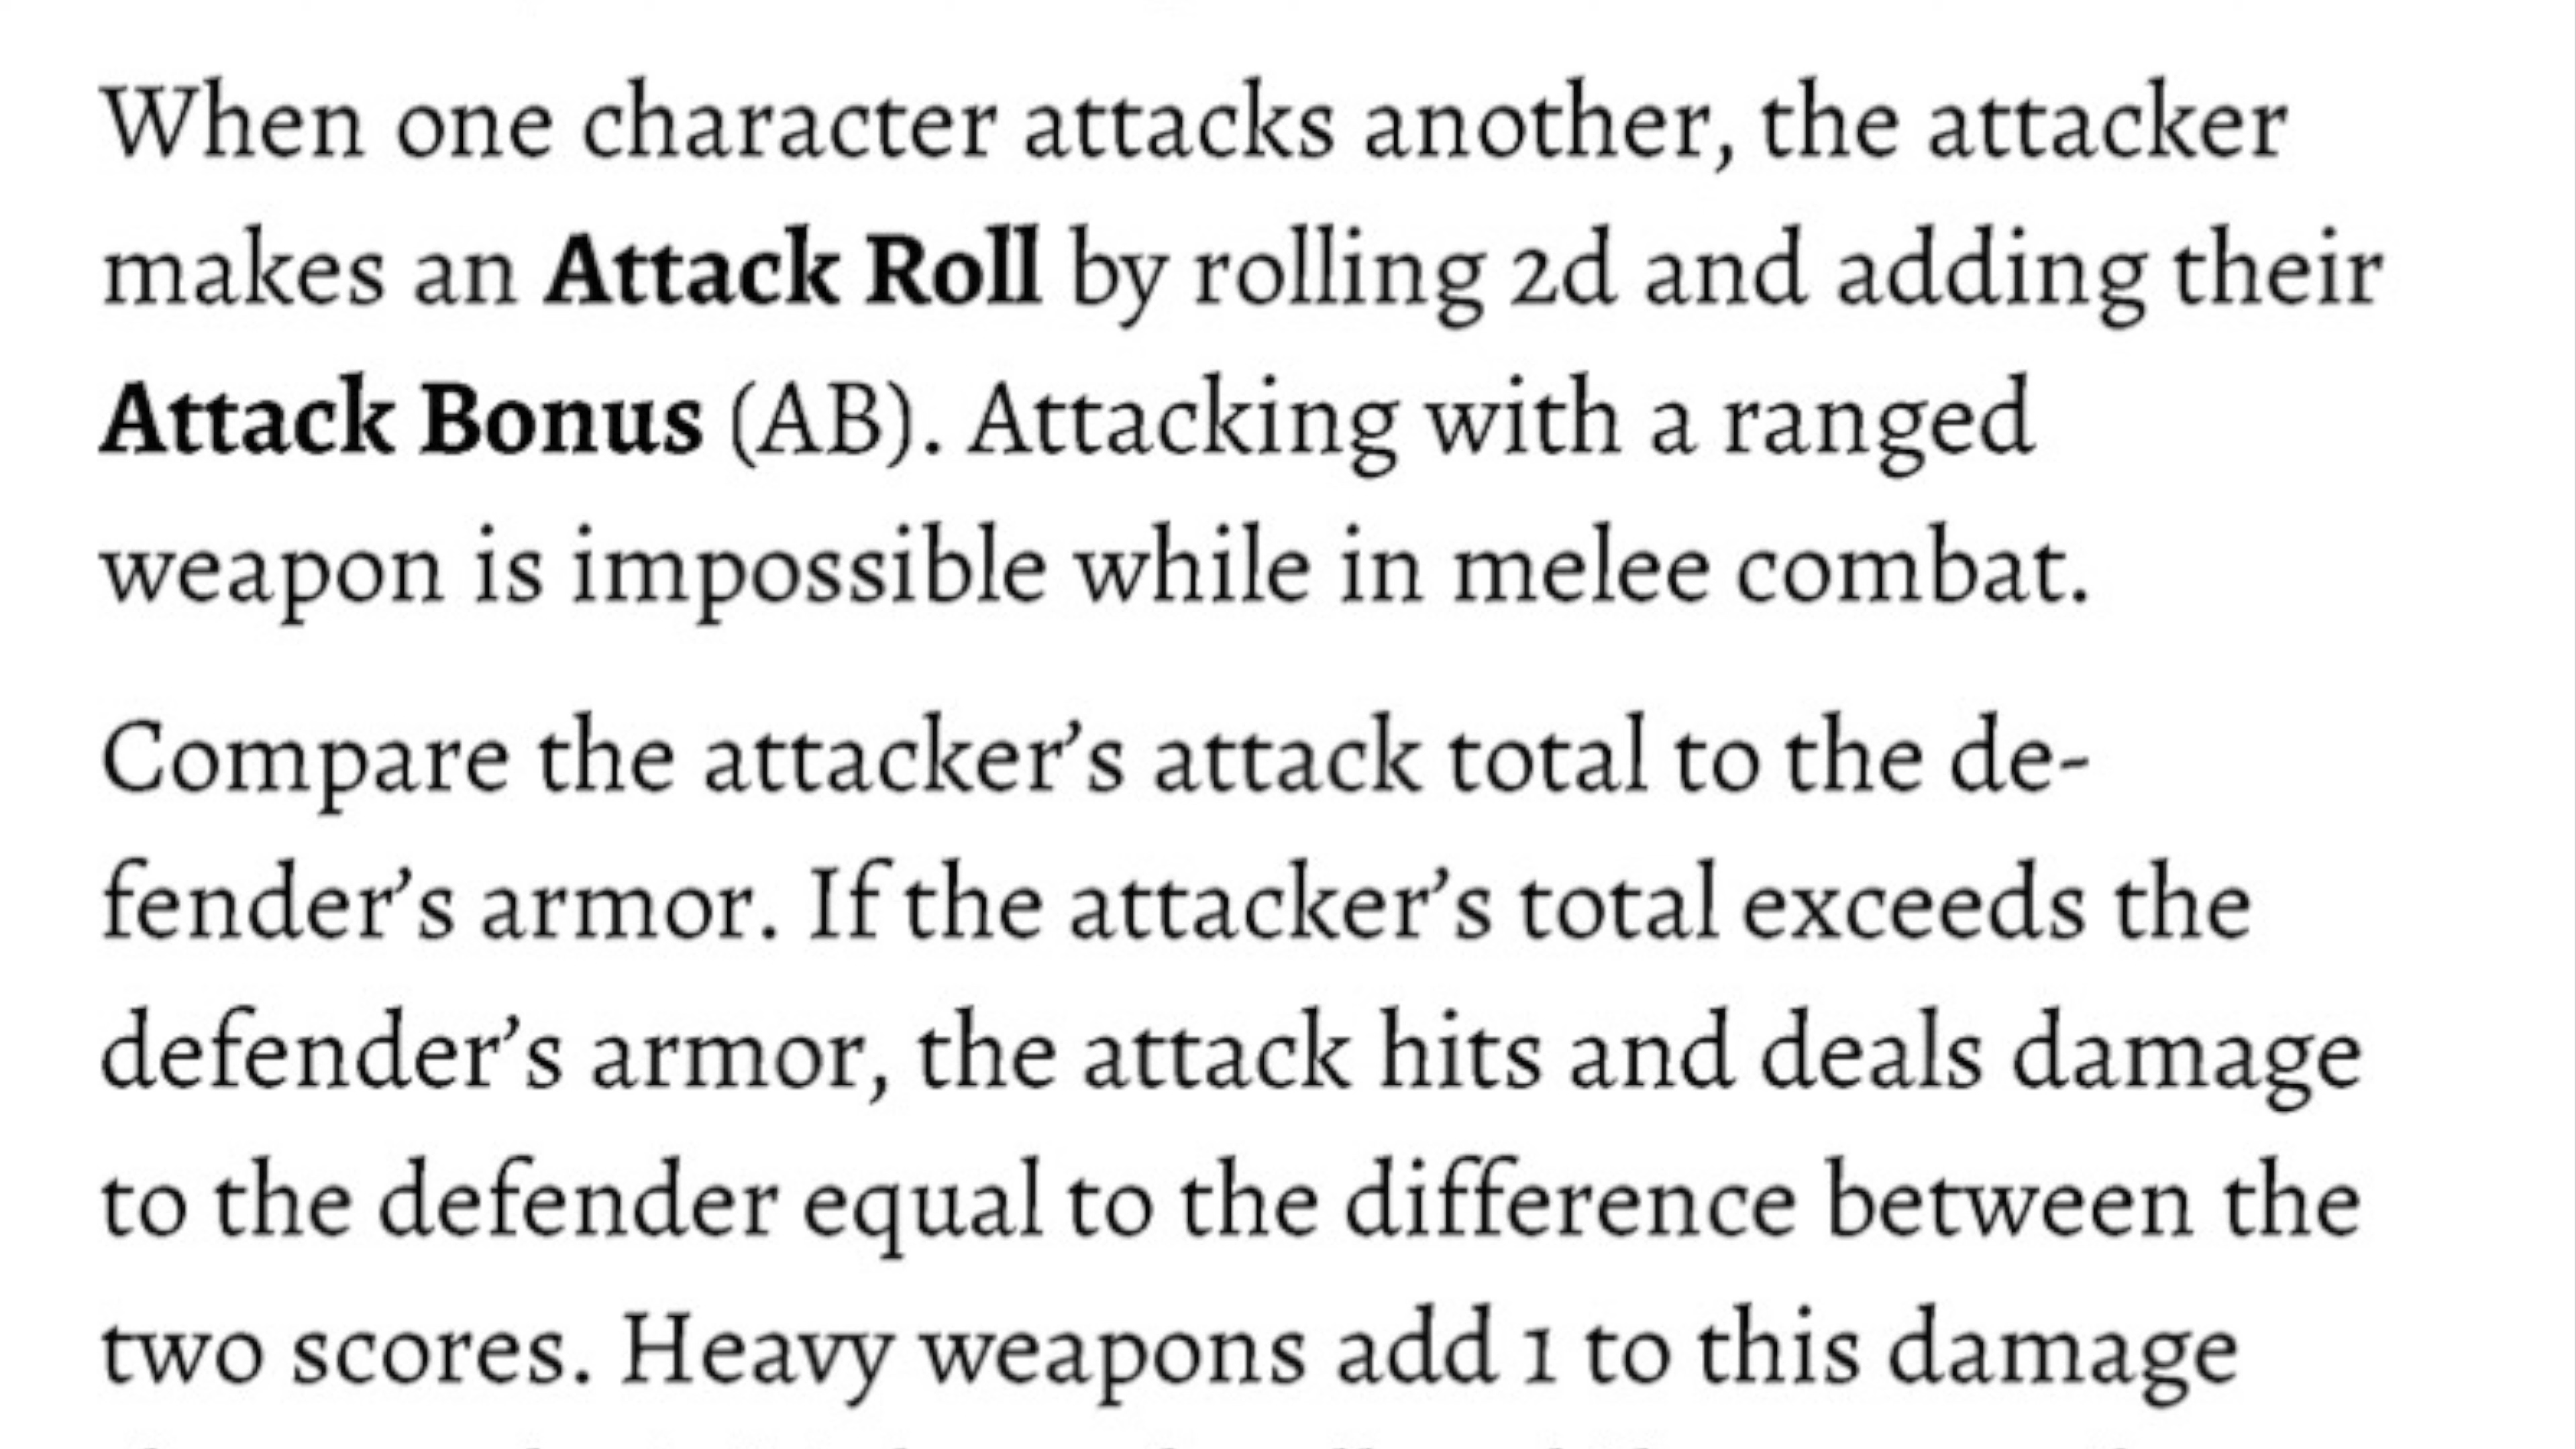 When one character attacks another, the attacker
makes an Attack Roll by rolling 2d and adding their
Attack Bonus (AB). Attacking with a ranged
weapon is impossible while in melee combat.
Compare the attacker’s attack total to the de-
fender’s armor. If the attacker’s total exceeds the
defender’s armor, the attack hits and deals damage
to the defender equal to the difference between the
two scores. Heavy weapons add 1 to this damage